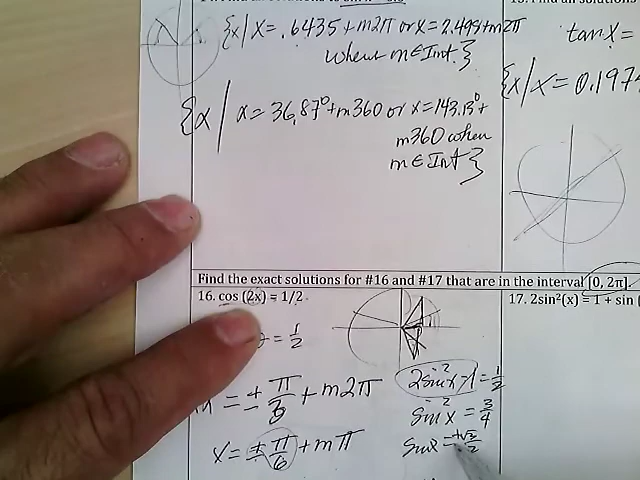 {x | x = .6435 + m2π or x = 2.498 + m2π
when m ∈ Int.}
tan x =
{x | x = 36.87° + m360 or x = 143.13° +
m360 when
m ∈ Int}
{x / x = 0.197
Find the exact solutions for #16 and #17 that are in the interval [0, 2π].
16. cos (2x) = 1/2
17. 2sin²(x) = 1 + sin (
= 1/2
= ± π/3 + m2π
x = ± π/6 + mπ
= 1/2
sin² x = 3/4
sin x = ±√3/2